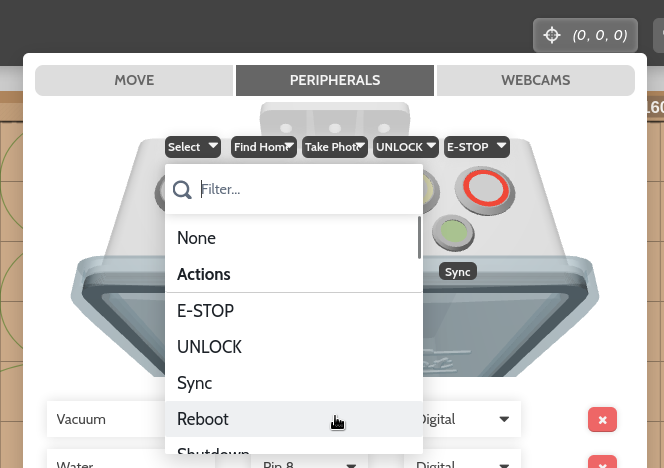 (0, 0, 0)
MOVE
PERIPHERALS
WEBCAMS
160
Select
Find Hom
Take Phot
UNLOCK
E-STOP
Filter...
None
Actions
Sync
E-STOP
UNLOCK
Sync
Reboot
Vacuum
Digital
Shutdown
Water
Pin 8
Digital